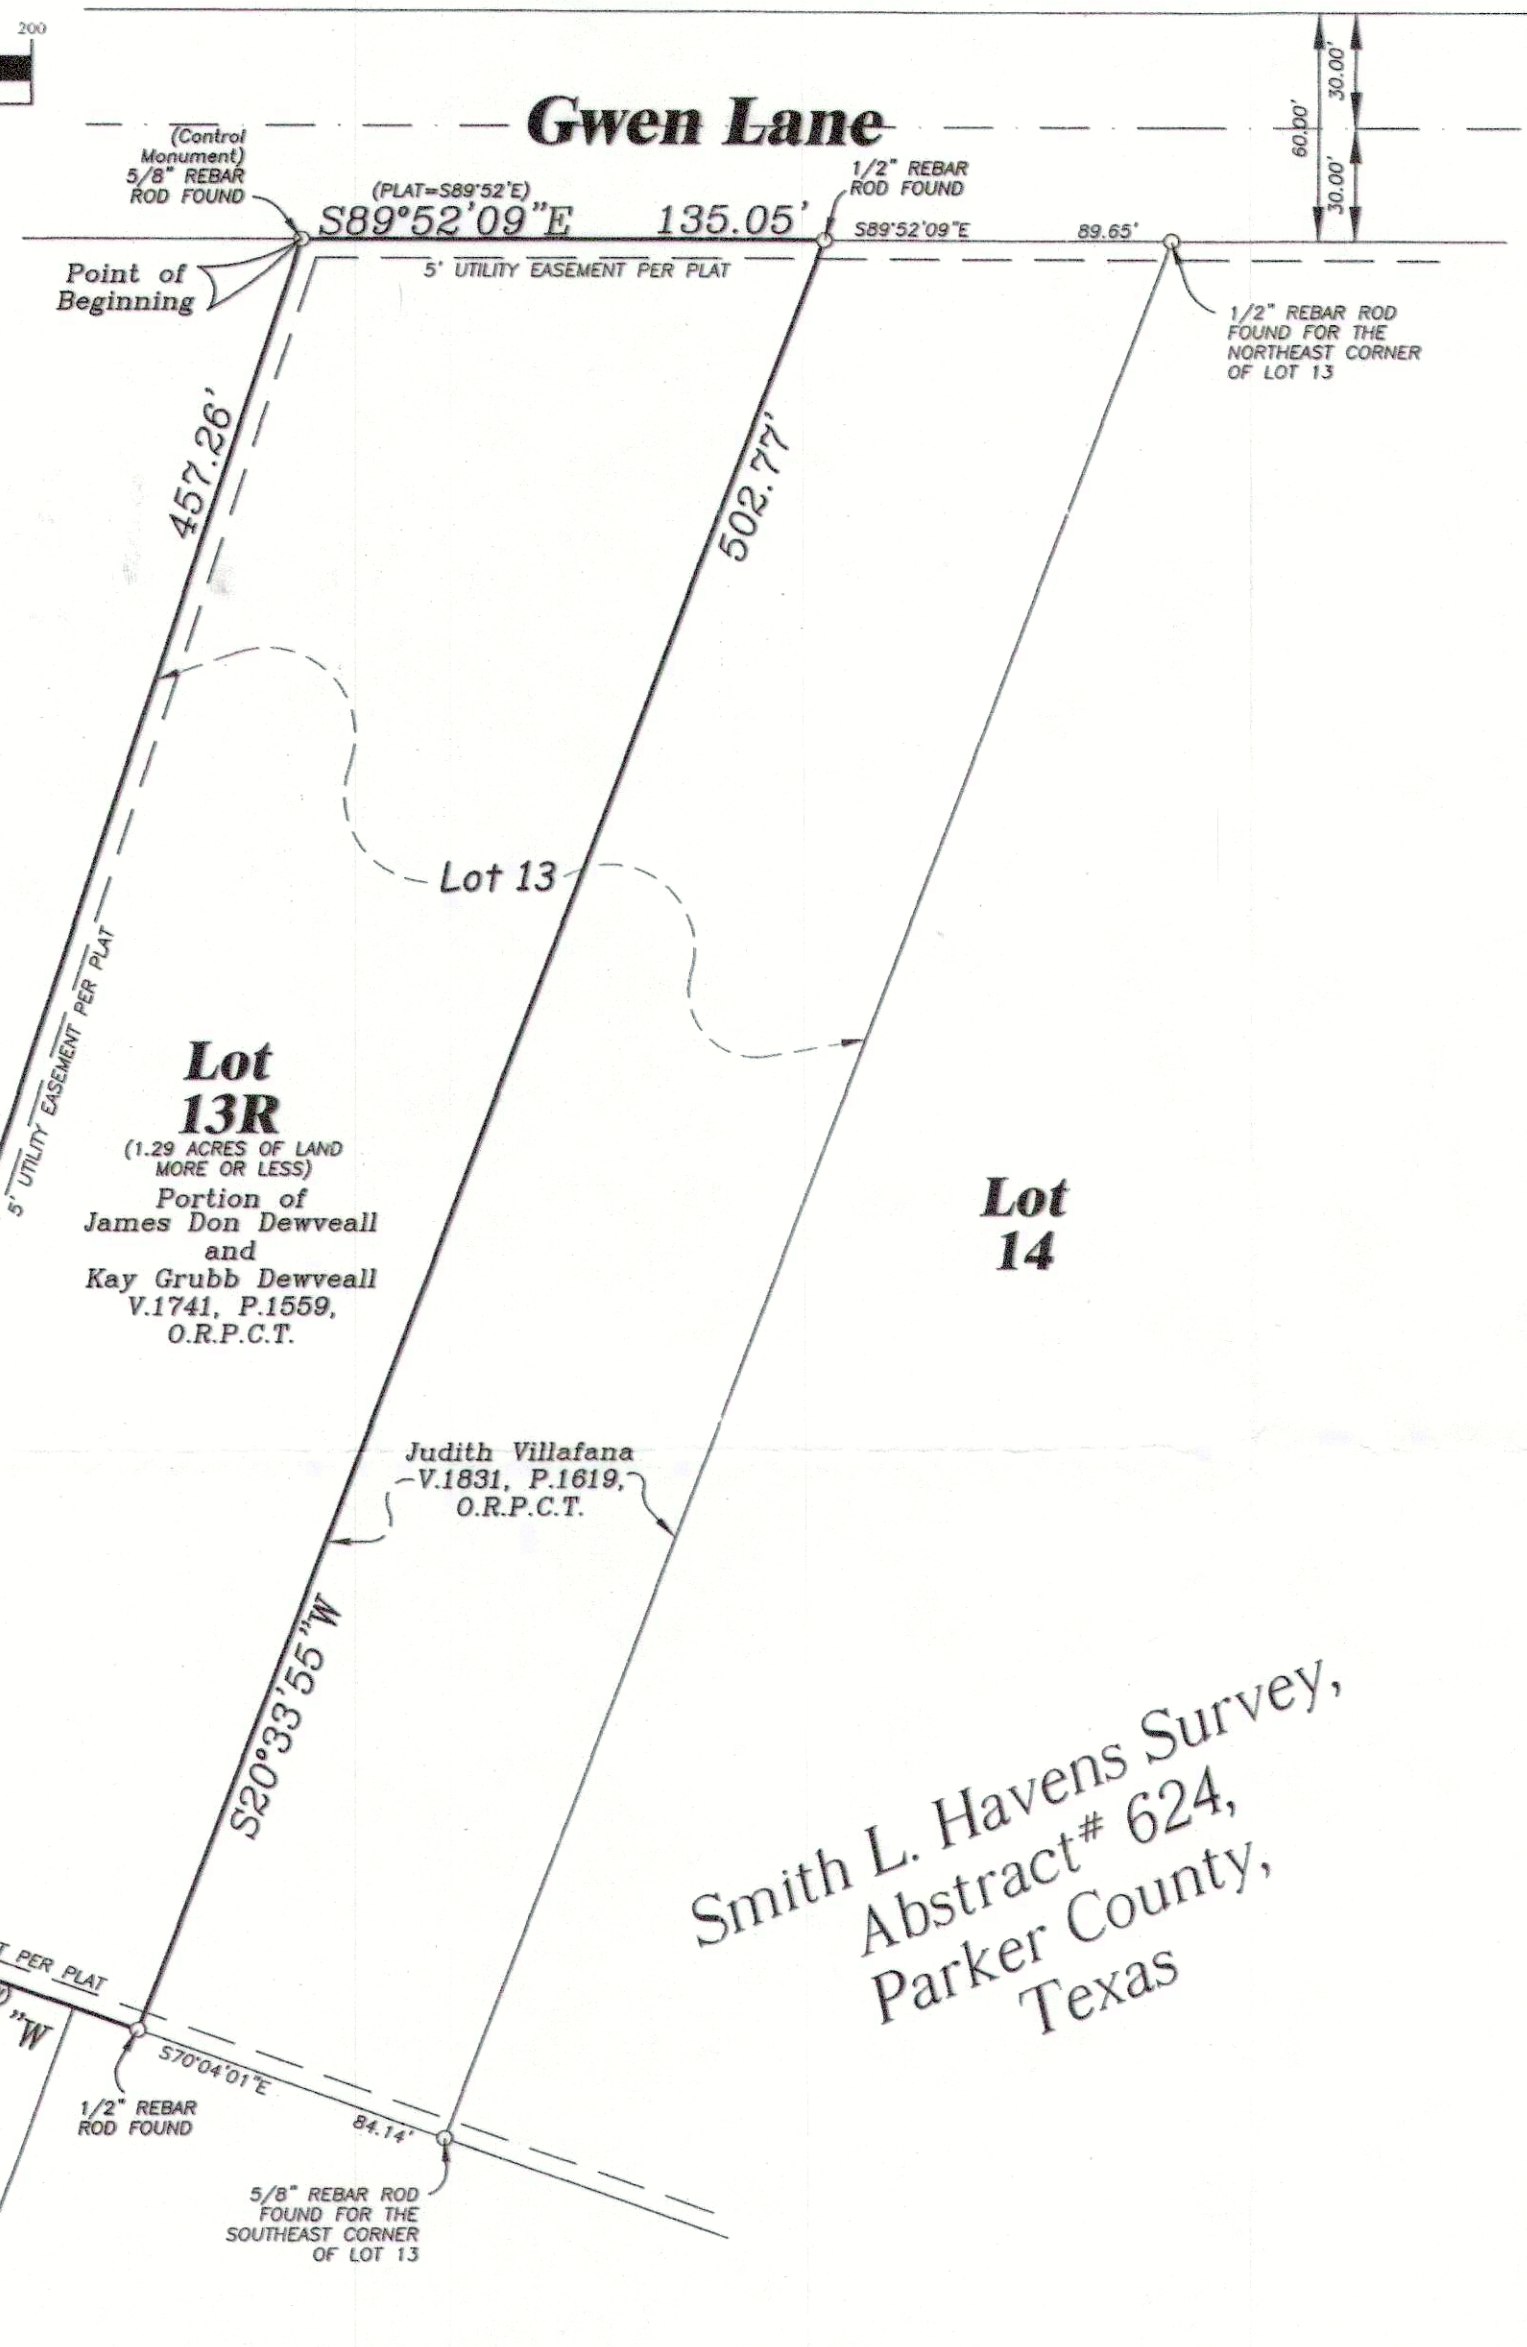 200
Gwen Lane
30.00'
60.00'
30.00'
(Control
Monument)
5/8" REBAR
ROD FOUND
(PLAT=S89°52'E)
S89°52'09"E 135.05'
1/2" REBAR
ROD FOUND
S89°52'09"E 89.65'
5' UTILITY EASEMENT PER PLAT
Point of
Beginning
1/2" REBAR ROD
FOUND FOR THE
NORTHEAST CORNER
OF LOT 13
457.26'
502.77'
Lot 13
5' UTILITY EASEMENT PER PLAT
Lot
13R
(1.29 ACRES OF LAND
MORE OR LESS)
Portion of
James Don Dewveall
and
Kay Grubb Dewveall
V.1741, P.1559,
O.R.P.C.T.
Lot
14
Judith Villafana
V.1831, P.1619,
O.R.P.C.T.
S20°33'55"W
Smith L. Havens Survey,
Abstract# 624,
Parker County,
Texas
PER PLAT
"W
S70°04'01"E
84.14'
1/2" REBAR
ROD FOUND
5/8" REBAR ROD
FOUND FOR THE
SOUTHEAST CORNER
OF LOT 13